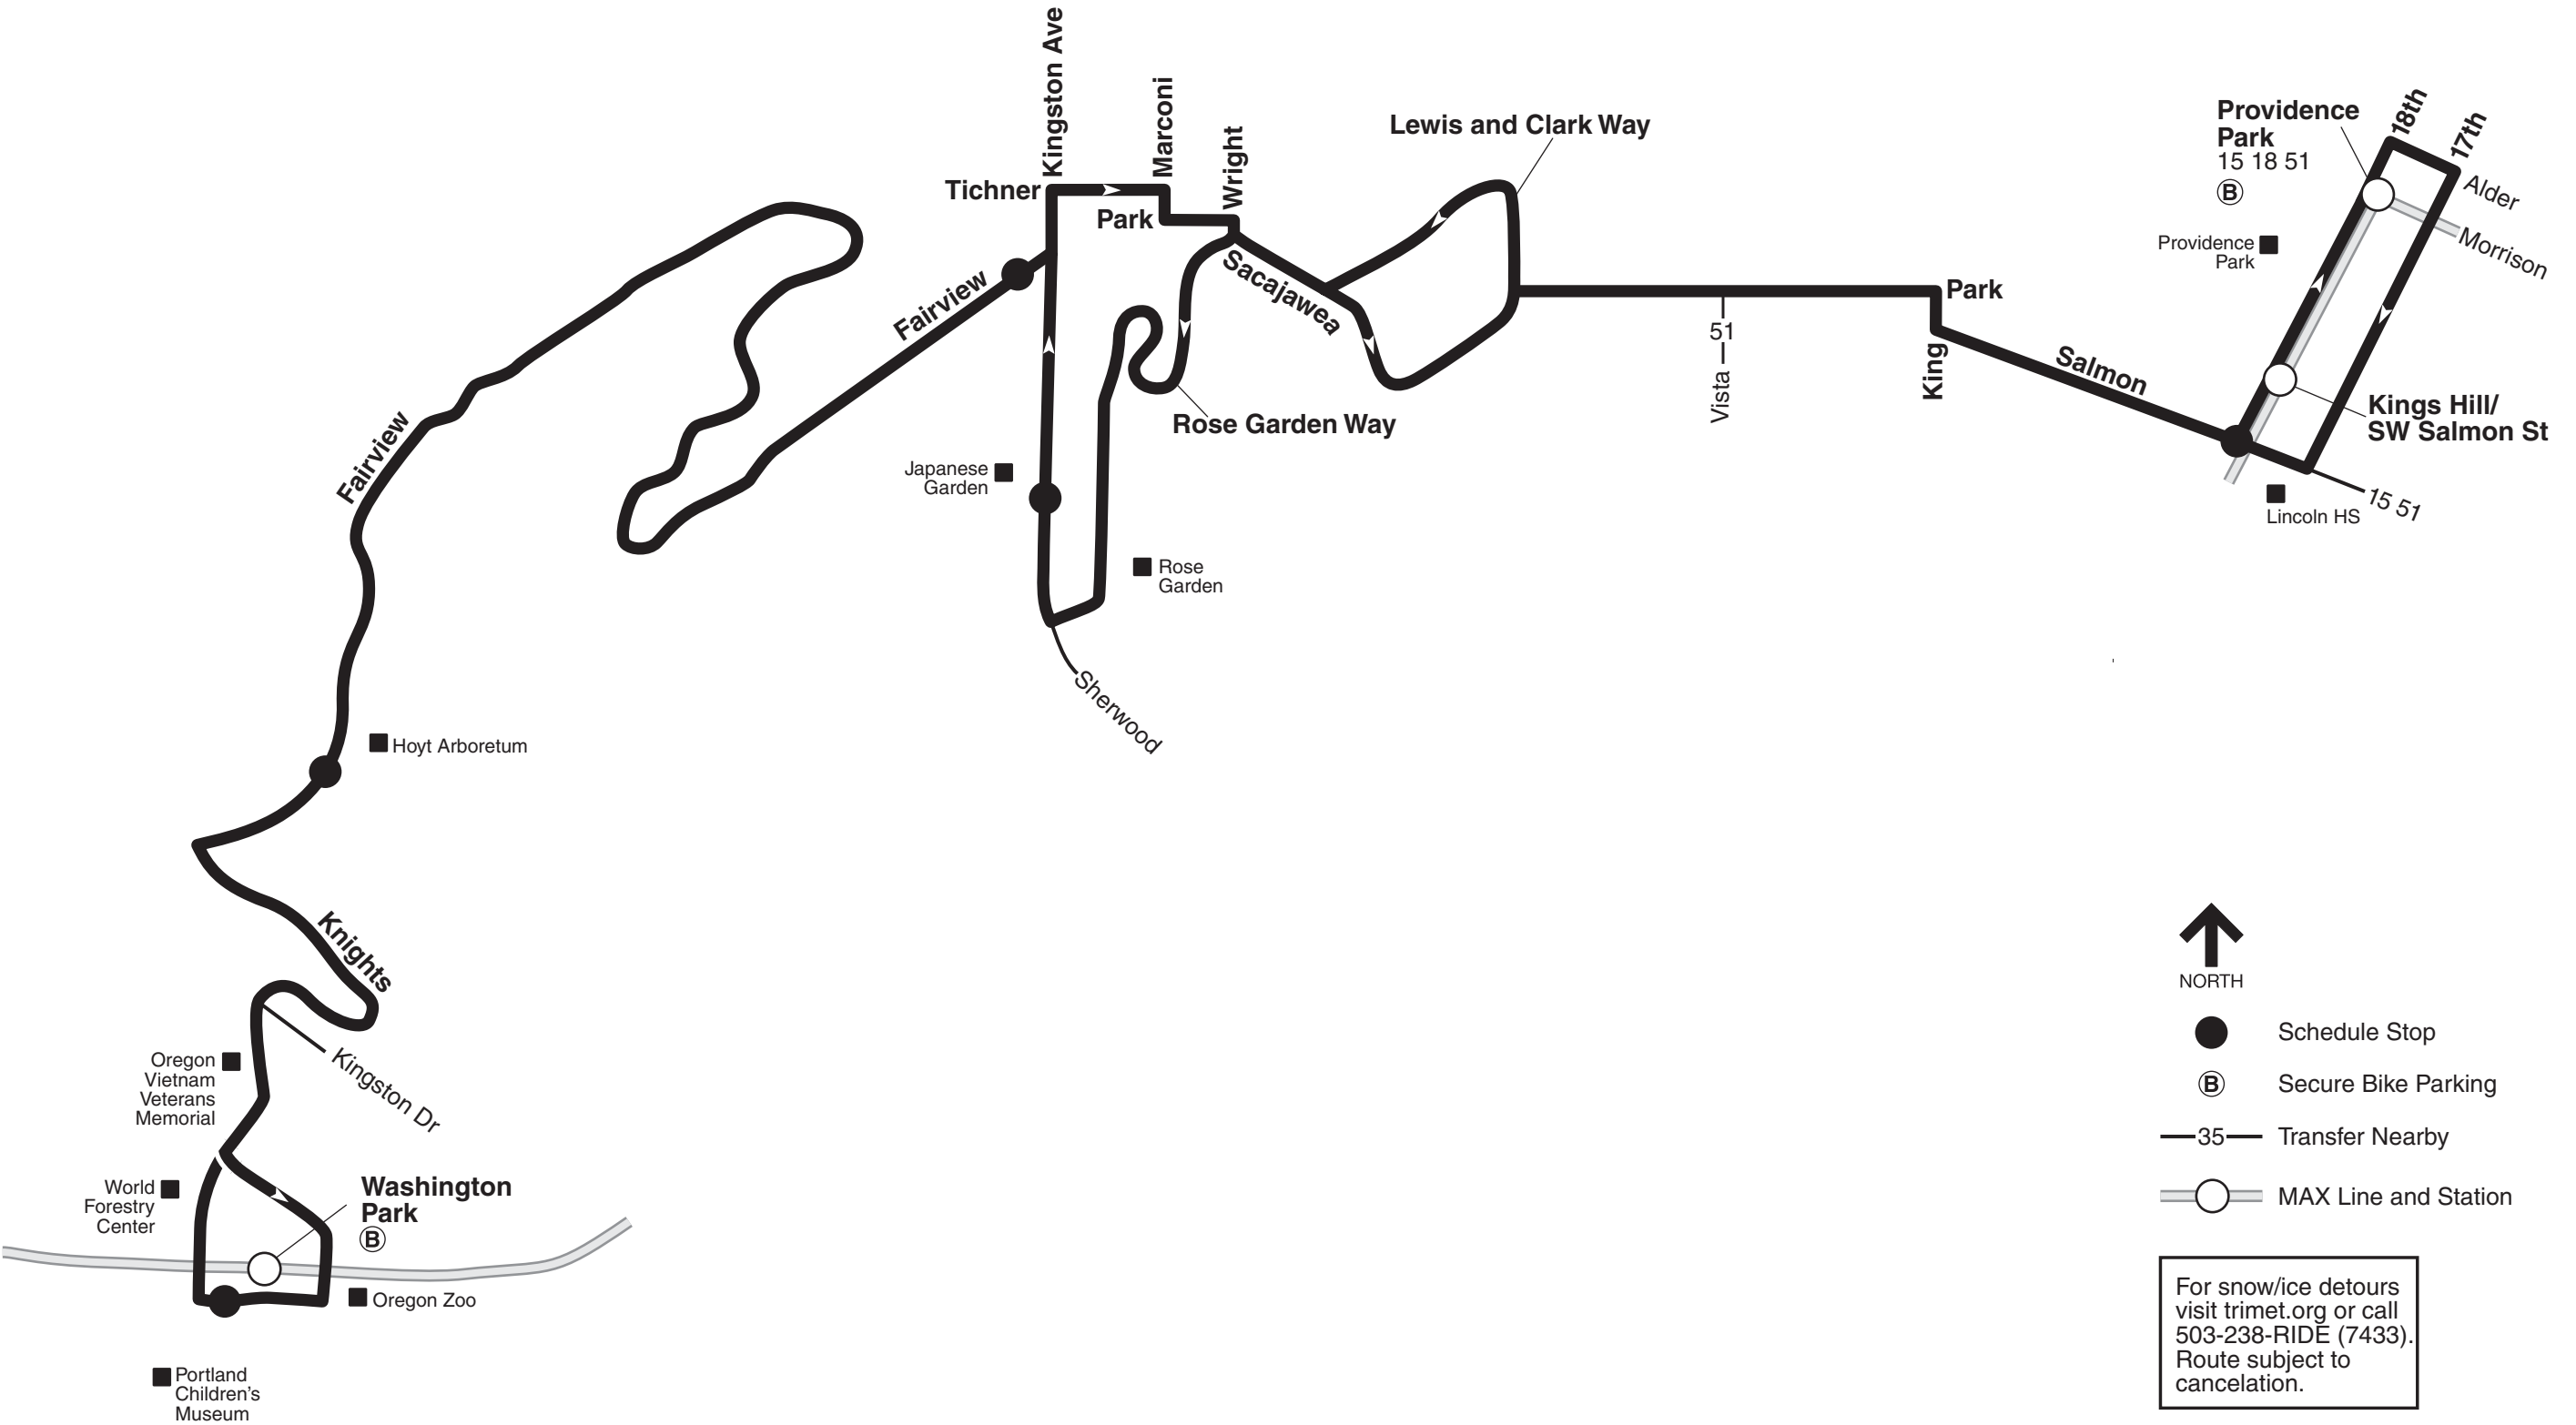 Kingston Ave
Marconi
Wright
Tichner
Park
Lewis and Clark Way
Providence
Park
15 18 51
B
18th
17th
Alder
Morrison
Providence
Park
Fairview
Sacajawea
Park
51
Vista
King
Salmon
Kings Hill/
SW Salmon St
15 51
Lincoln HS
Rose Garden Way
Japanese
Garden
Rose
Garden
Sherwood
Fairview
Hoyt Arboretum
Knights
Kingston Dr
Oregon
Vietnam
Veterans
Memorial
World
Forestry
Center
Washington
Park
B
Oregon Zoo
Portland
Children's
Museum
NORTH
Schedule Stop
B Secure Bike Parking
35 Transfer Nearby
MAX Line and Station
For snow/ice detours
visit trimet.org or call
503-238-RIDE (7433).
Route subject to
cancelation.